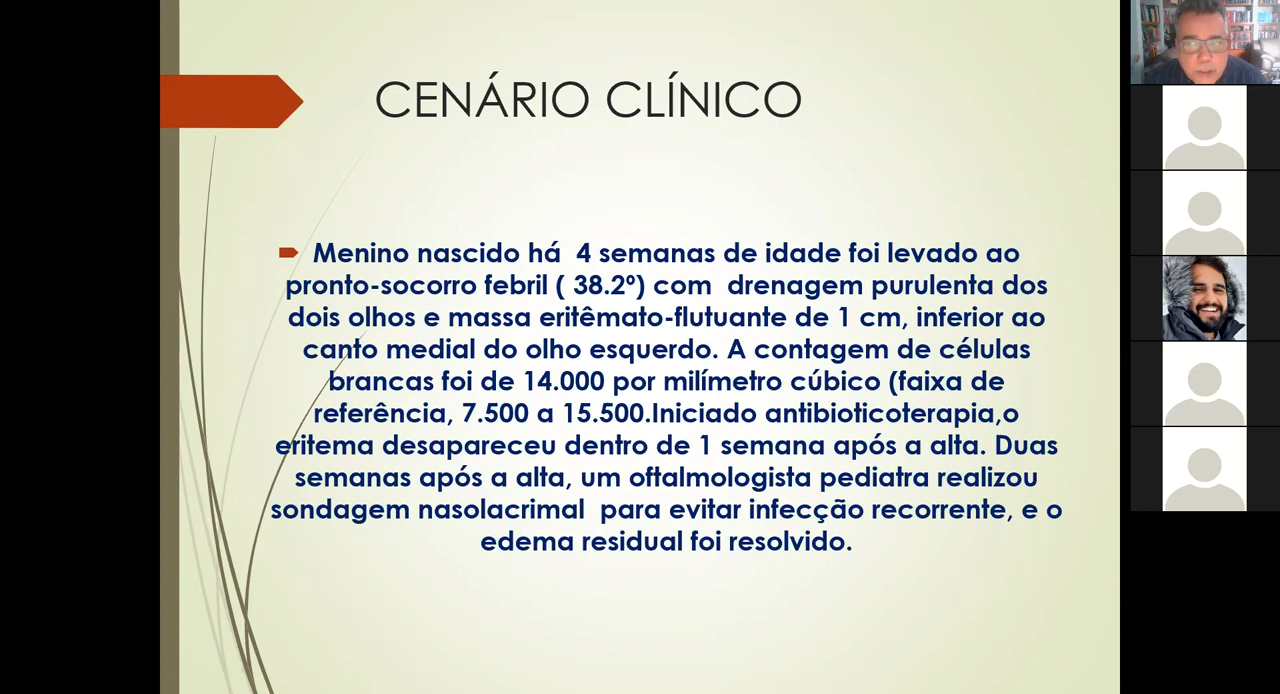 CENÁRIO CLÍNICO
Menino nascido há 4 semanas de idade foi levado ao
pronto-socorro febril ( 38.2º) com drenagem purulenta dos
dois olhos e massa eritêmato-flutuante de 1 cm, inferior ao
canto medial do olho esquerdo. A contagem de células
brancas foi de 14.000 por milímetro cúbico (faixa de
referência, 7.500 a 15.500.Iniciado antibioticoterapia,o
eritema desapareceu dentro de 1 semana após a alta. Duas
semanas após a alta, um oftalmologista pediatra realizou
sondagem nasolacrimal para evitar infecção recorrente, e o
edema residual foi resolvido.